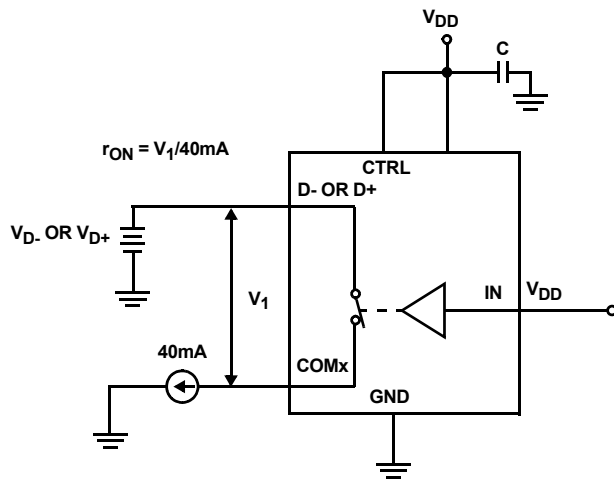 VDD
C
rON = V1/40mA
CTRL
D- OR D+
VD- OR VD+
V1
IN
VDD
40mA
COMx
GND